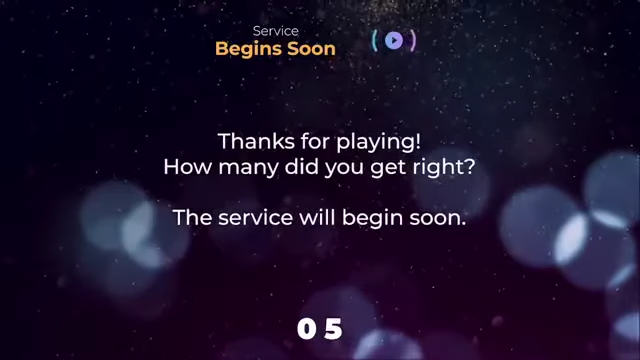 Service
Begins Soon
Thanks for playing!
How many did you get right?
The service will begin soon.
05